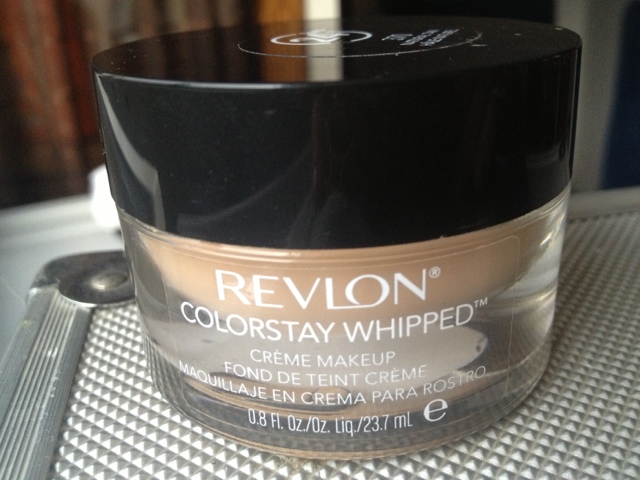 REVLON®
COLORSTAY WHIPPED™
CRÈME MAKEUP
FOND DE TEINT CRÈME
MAQUILLAJE EN CREMA PARA ROSTRO
0.8 Fl. Oz./Oz. Liq./23.7 mL ℮